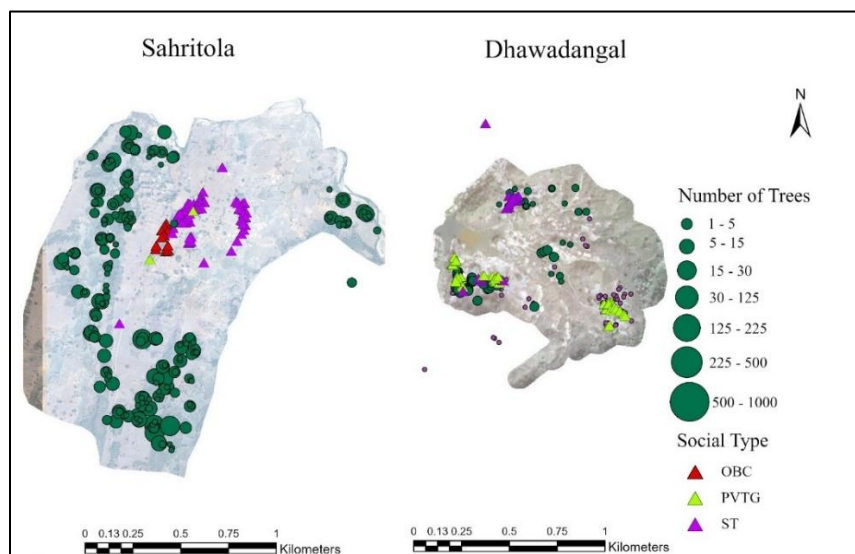 Sahritola
Dhawadangal
N
Number of Trees
1 - 5
5 - 15
15 - 30
30 - 125
125 - 225
225 - 500
500 - 1000
Social Type
OBC
PVTG
ST
0 0.13 0.25 0.5 0.75 1
Kilometers
0 0.13 0.25 0.5 0.75 1
Kilometers